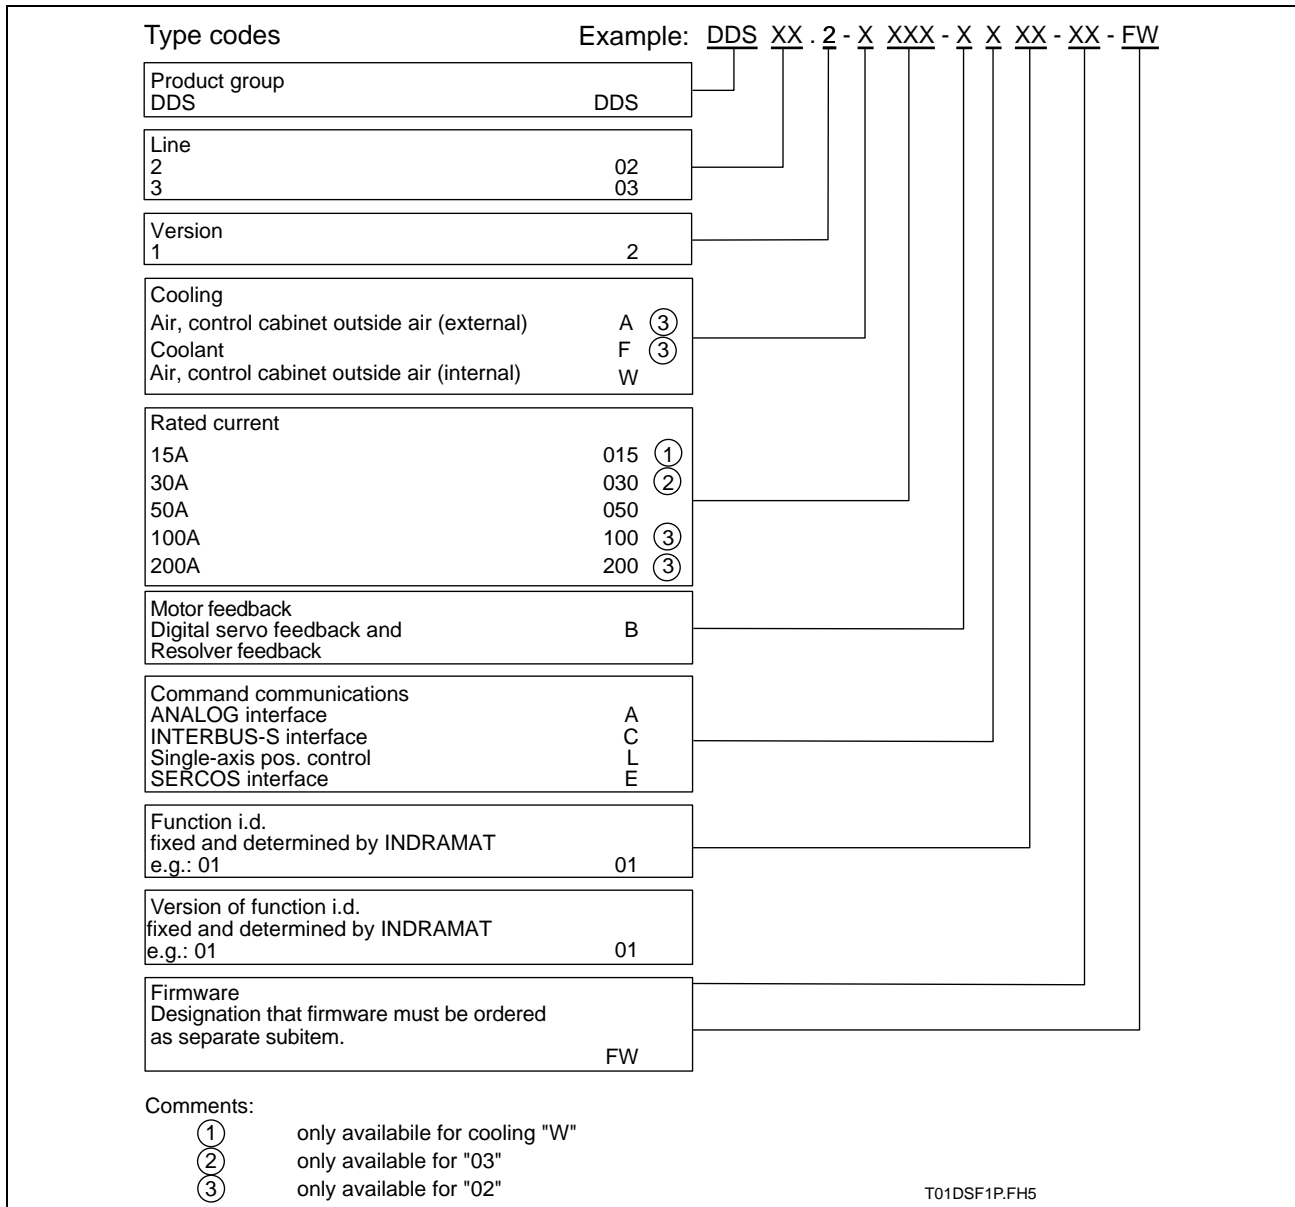 Type codes Example: DDS XX . 2 - X XXX - X X XX - XX - FW
Product group
DDS DDS
Line
2 02
3 03
Version
1 2
Cooling
Air, control cabinet outside air (external) A 3
Coolant F 3
Air, control cabinet outside air (internal) W
Rated current
15A 015 1
30A 030 2
50A 050
100A 100 3
200A 200 3
Motor feedback
Digital servo feedback and B
Resolver feedback
Command communications
ANALOG interface A
INTERBUS-S interface C
Single-axis pos. control L
SERCOS interface E
Function i.d.
fixed and determined by INDRAMAT
e.g.: 01 01
Version of function i.d.
fixed and determined by INDRAMAT
e.g.: 01 01
Firmware
Designation that firmware must be ordered
as separate subitem.
FW
Comments:
1 only availabile for cooling "W"
2 only available for "03"
3 only available for "02"
T01DSF1P.FH5